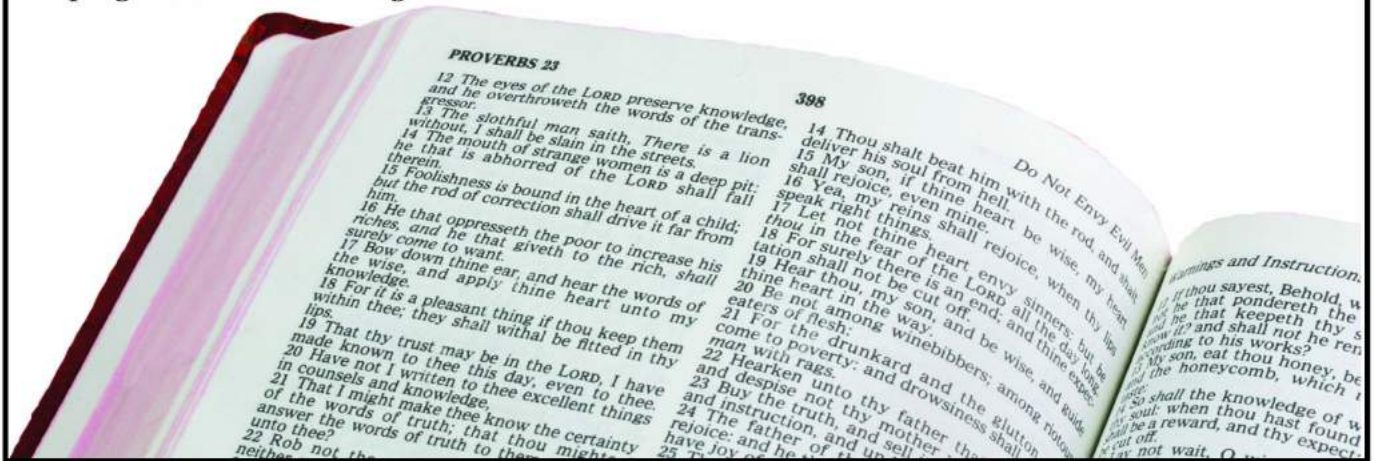 PROVERBS 23
12 The eyes of the LORD preserve knowledge,
and he overthroweth the words of the trans-
gressor.
13 The slothful man saith, There is a lion
without, I shall be slain in the streets.
14 The mouth of strange women is a deep pit:
he that is abhorred of the LORD shall fall
therein.
15 Foolishness is bound in the heart of a child;
but the rod of correction shall drive it far from
him.
16 He that oppresseth the poor to increase his
riches, and he that giveth to the rich, shall
surely come to want.
17 Bow down thine ear, and hear the words of
the wise, and apply thine heart unto my
knowledge.
18 For it is a pleasant thing if thou keep them
within thee; they shall withal be fitted in thy
lips.
19 That thy trust may be in the LORD, I have
made known to thee this day, even to thee.
20 Have not I written to thee excellent things
in counsels and knowledge,
21 That I might make thee know the certainty
of the words of truth; that thou might
answer the words of truth to them
unto thee?
22 Rob not the
neither
398
Do Not Envy Evil Men
14 Thou shalt beat him with the rod, and shalt
deliver his soul from hell.
15 My son, if thine heart be wise, my heart
shall rejoice, even mine.
16 Yea, my reins shall rejoice, when thy lips
speak right things.
17 Let not thine heart envy sinners: but be
thou in the fear of the LORD all the day long.
18 For surely there is an end; and thine expec-
tation shall not be cut off.
19 Hear thou, my son, and be wise, and guide
thine heart in the way.
20 Be not among winebibbers; among riotous
eaters of flesh:
21 For the drunkard and the glutton
come to poverty: and drowsiness shall
man with rags.
22 Hearken unto thy father tha
and despise not thy mother
23 Buy the truth, and sell i
and instruction, and u
24 The father of th
rejoice: and he t
have joy of
25 Th
arnings and Instruction
If thou sayest, Behold, w
he that pondereth the
he that keepeth thy s
know it? and shall not he ren
cording to his works?
13 My son, eat thou honey, be
the honeycomb, which
14 So shall the knowledge of w
soul: when thou hast found
be a reward, and thy expect
cut off.
not wait, O wi